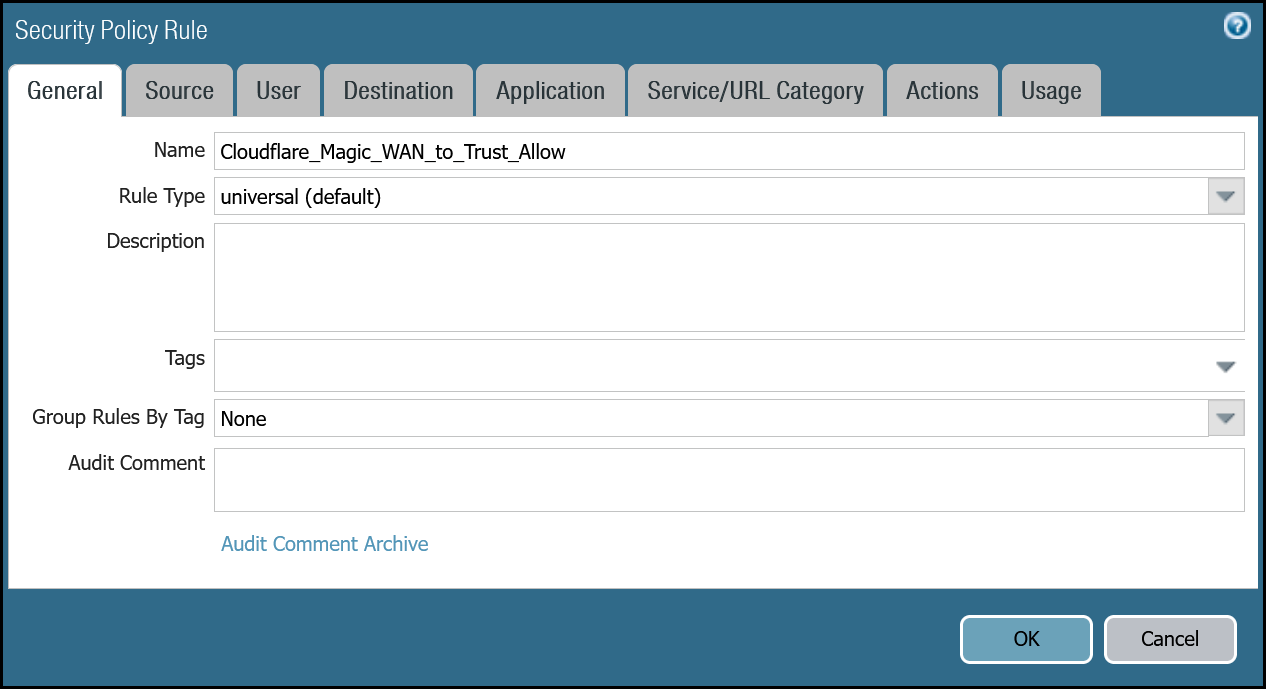 Security Policy Rule
?
General Source User Destination Application Service/URL Category Actions Usage
Name Cloudflare_Magic_WAN_to_Trust_Allow
Rule Type universal (default)
Description
Tags
Group Rules By Tag None
Audit Comment
Audit Comment Archive
OK Cancel